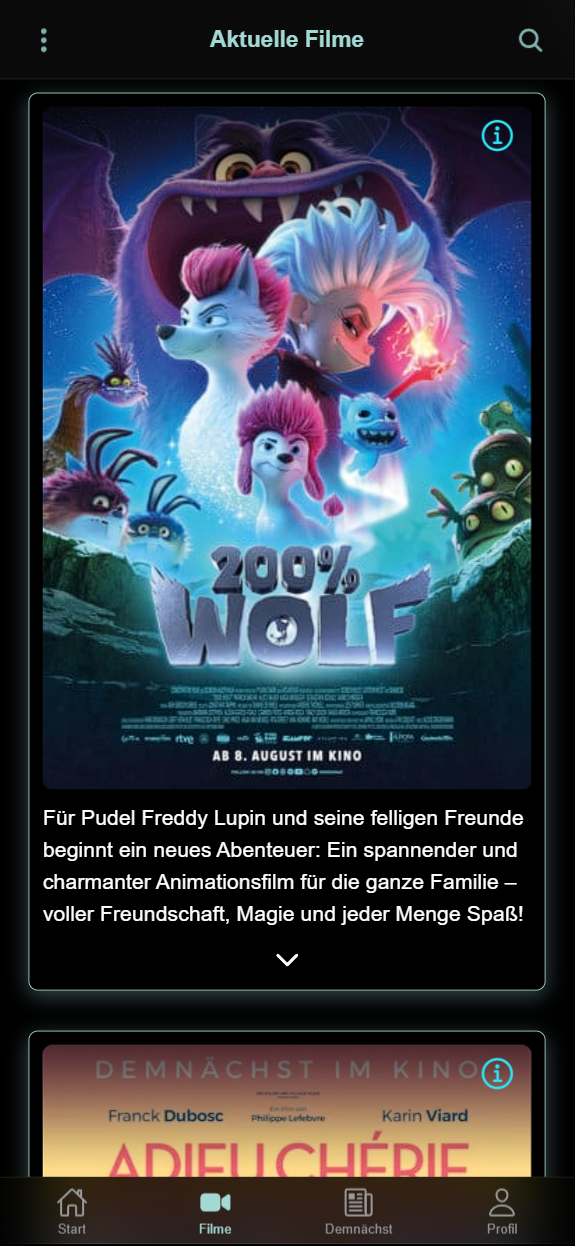 Aktuelle Filme
200%
WOLF
AB 8. AUGUST IM KINO
Für Pudel Freddy Lupin und seine felligen Freunde
beginnt ein neues Abenteuer: Ein spannender und
charmanter Animationsfilm für die ganze Familie –
voller Freundschaft, Magie und jeder Menge Spaß!
DEMNÄCHST IM KINO
Ein Film von
Franck Dubosc Philippe Lefebvre Karin Viard
ADIEU CHÉRIE
Start Filme Demnächst Profil